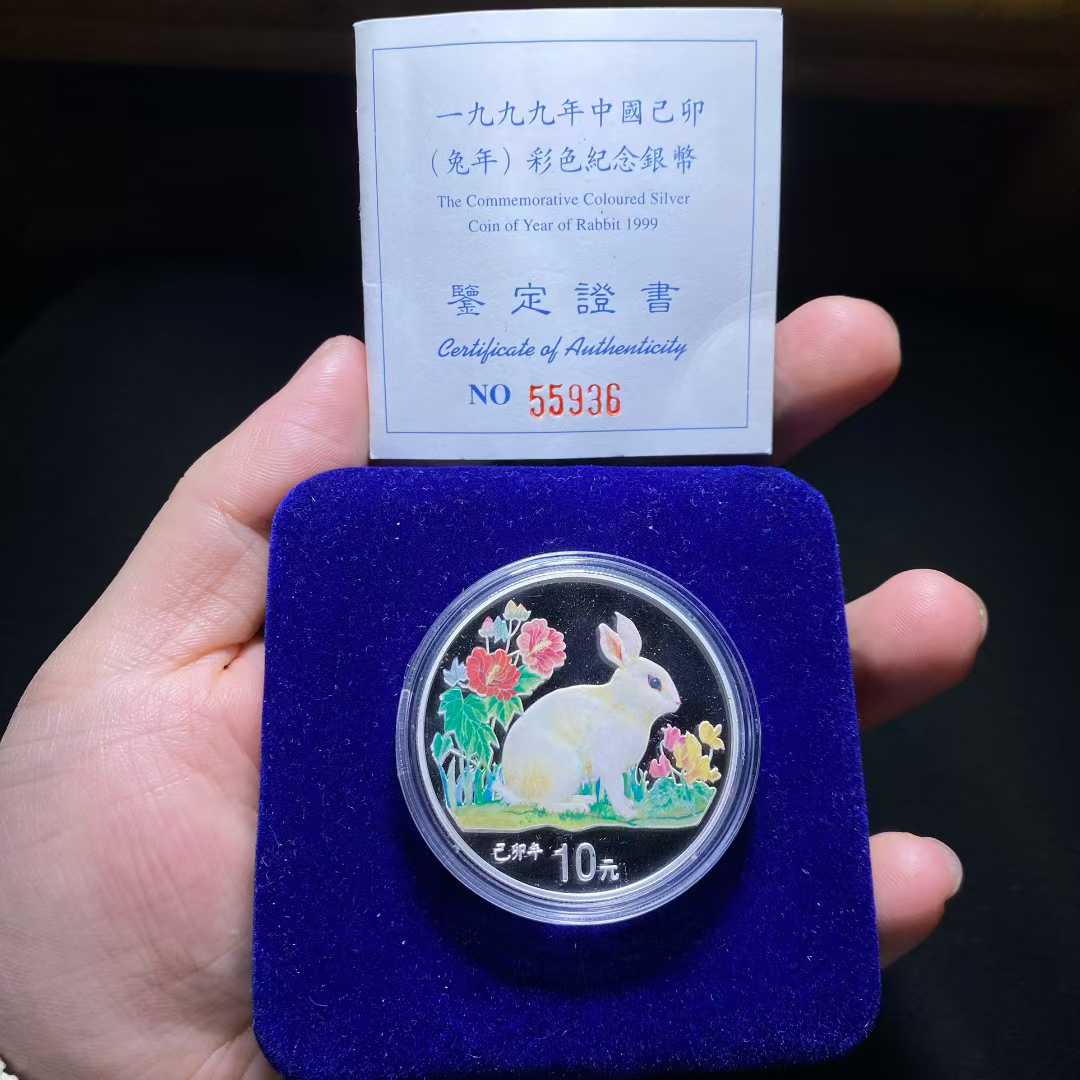 一九九九年中國己卯
（兔年）彩色紀念銀幣
The Commemorative Coloured Silver
Coin of Year of Rabbit 1999
鑒定證書
Certificate of Authenticity
NO 55936
己卯年 10元